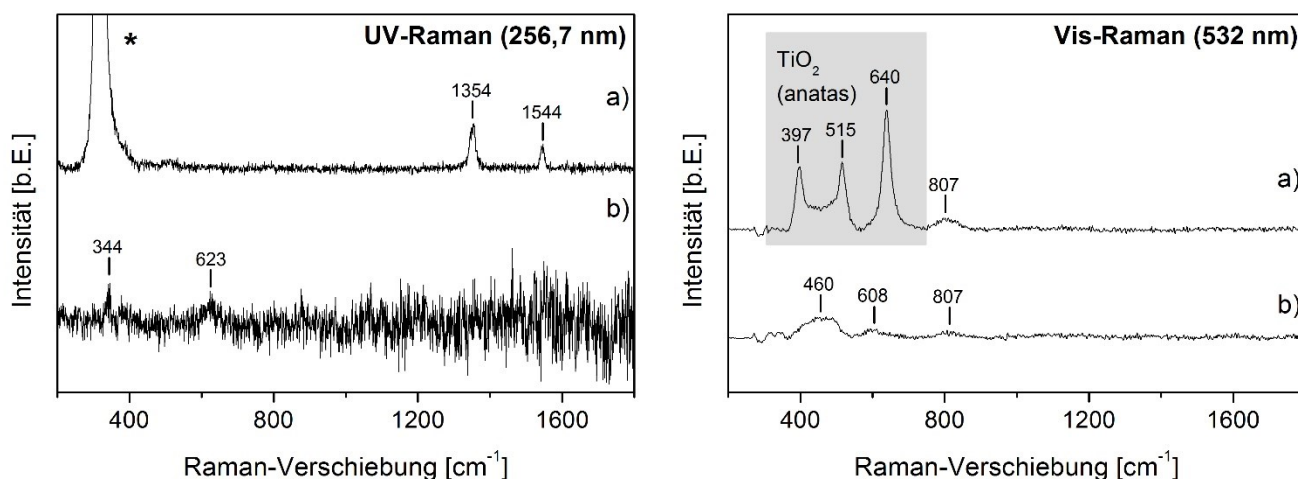 UV-Raman (256,7 nm)
*
a)
1354
1544
b)
344
623
Intensität [b.E.]
400
800
1200
1600
Raman-Verschiebung [cm⁻¹]
Vis-Raman (532 nm)
TiO₂
(anatas)
640
397
515
807
a)
460
608
807
b)
Intensität [b.E.]
400
800
1200
1600
Raman-Verschiebung [cm⁻¹]